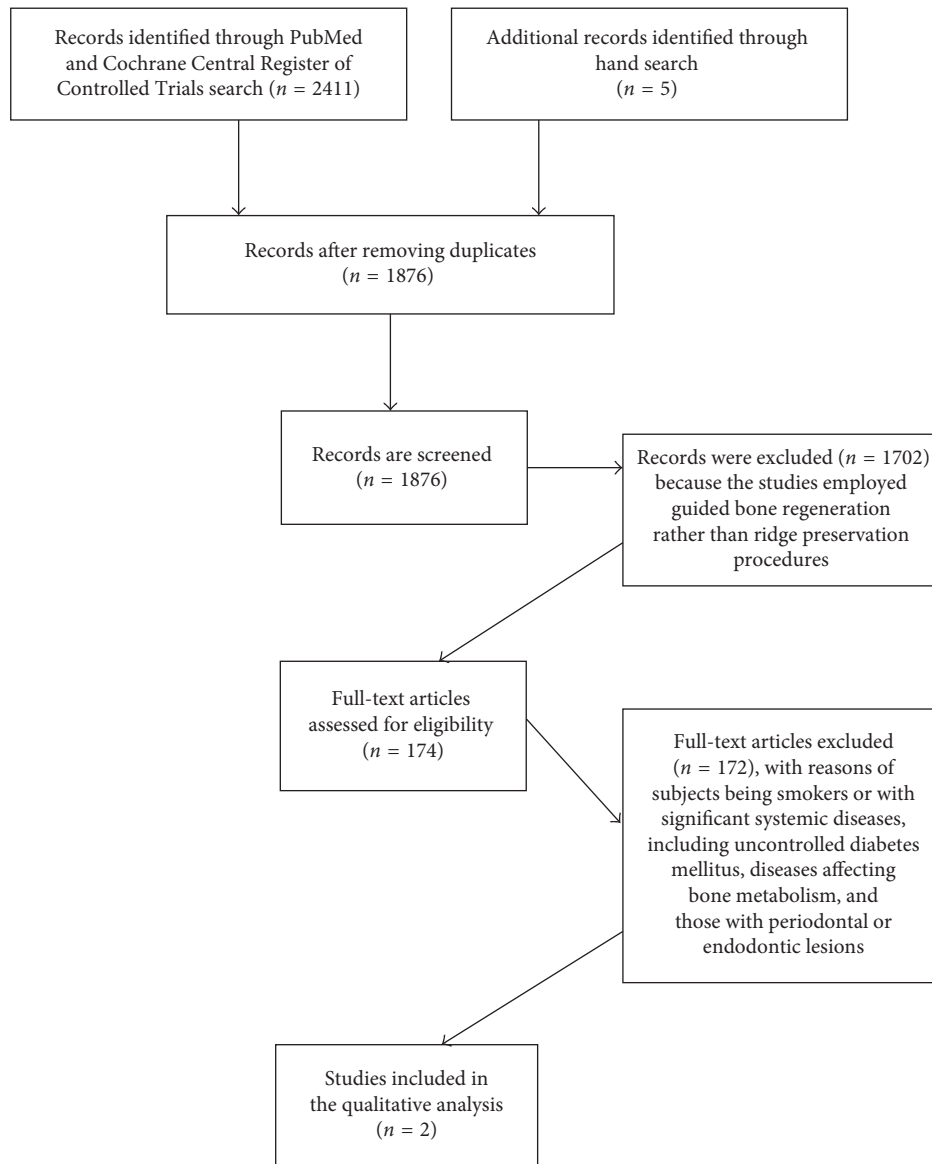 Records identified through PubMed
and Cochrane Central Register of
Controlled Trials search (n = 2411)
Additional records identified through
hand search
(n = 5)
Records after removing duplicates
(n = 1876)
Records are screened
(n = 1876)
Records were excluded (n = 1702)
because the studies employed
guided bone regeneration
rather than ridge preservation
procedures
Full-text articles
assessed for eligibility
(n = 174)
Full-text articles excluded
(n = 172), with reasons of
subjects being smokers or with
significant systemic diseases,
including uncontrolled diabetes
mellitus, diseases affecting
bone metabolism, and
those with periodontal or
endodontic lesions
Studies included in
the qualitative analysis
(n = 2)